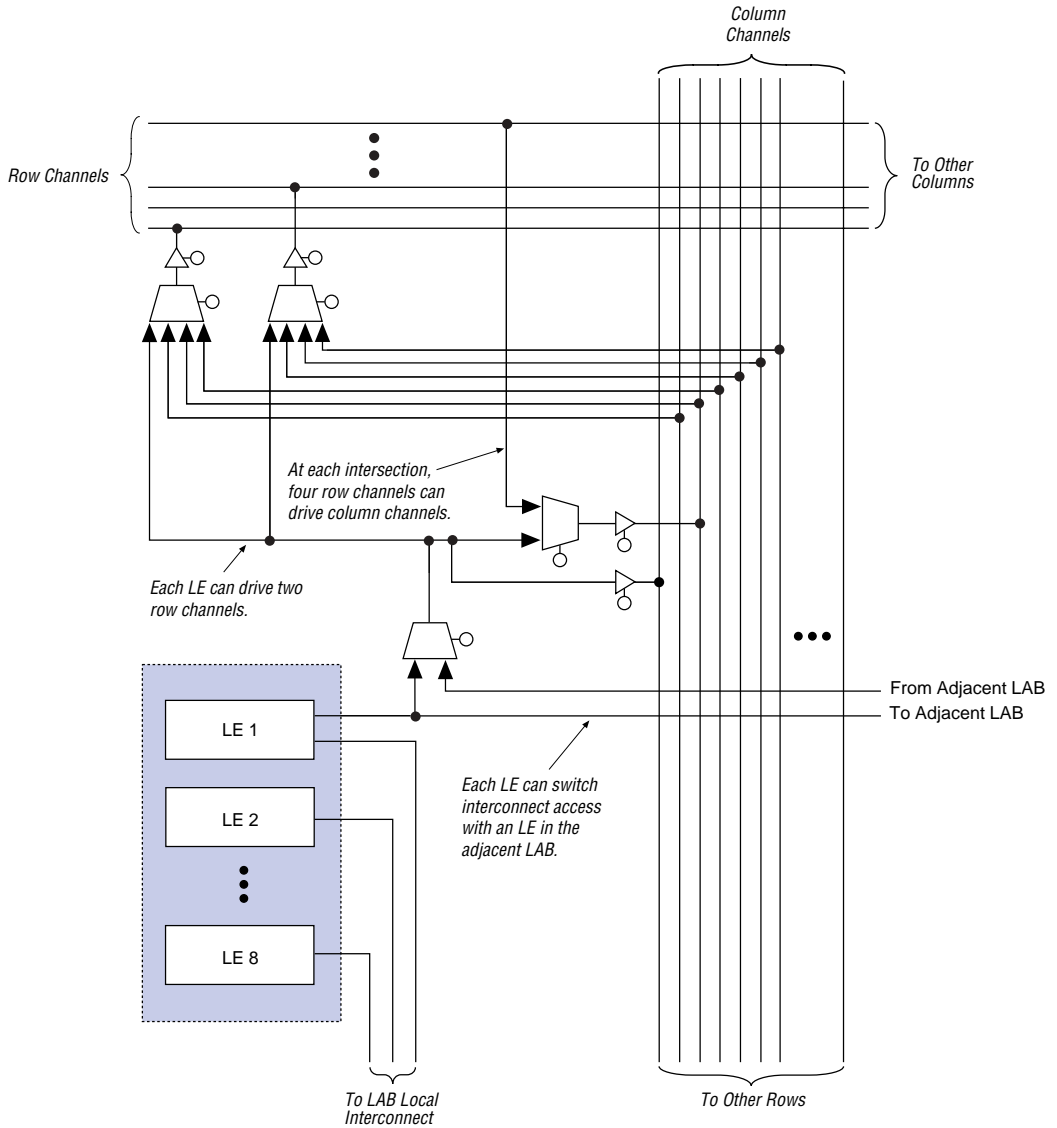 Column
Channels
Row Channels
To Other
Columns
At each intersection,
four row channels can
drive column channels.
Each LE can drive two
row channels.
From Adjacent LAB
To Adjacent LAB
LE 1
Each LE can switch
interconnect access
with an LE in the
adjacent LAB.
LE 2
LE 8
To LAB Local
Interconnect
To Other Rows